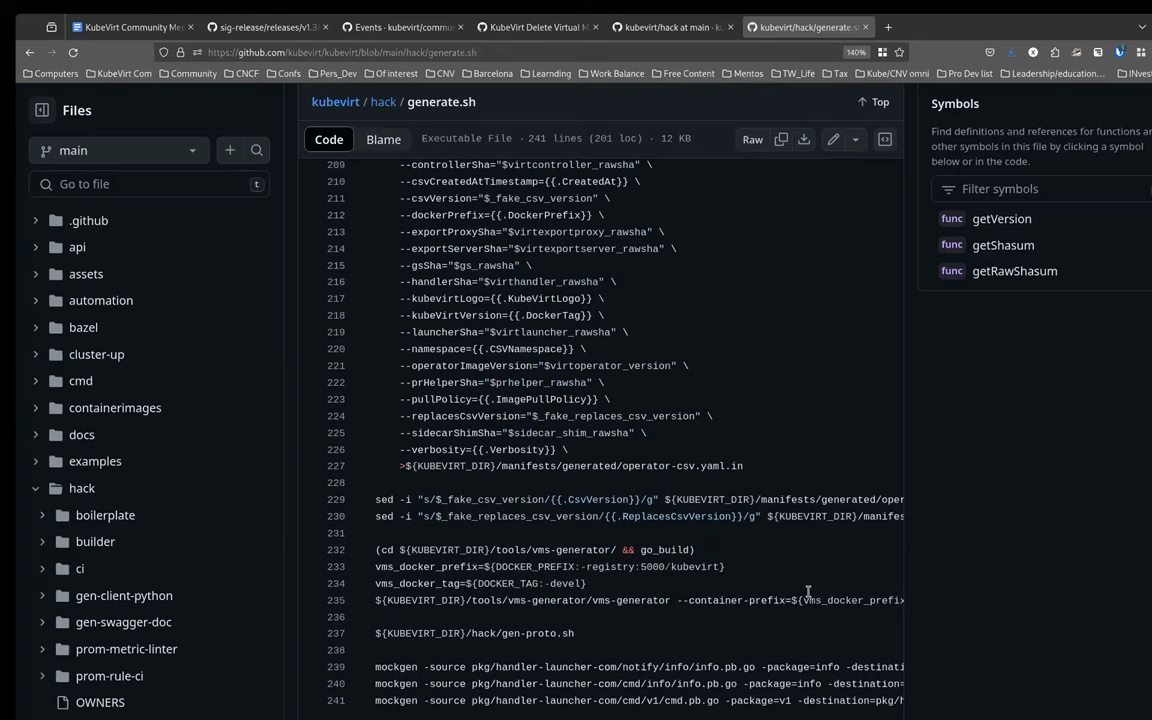 KubeVirt Community Mee
sig-release/releases/v1.3
Events · kubevirt/commu
KubeVirt Delete Virtual M
kubevirt/hack at main · ku
kubevirt/hack/generate.sh
https://github.com/kubevirt/kubevirt/blob/main/hack/generate.sh
140%
Computers KubeVirt Com Community CNCF Confs Pers_Dev Of interest CNV Barcelona Learnding Work Balance Free Content Mentos TW_Life Tax Kube/CNV omni Pro Dev list Leadership/education... INvest
Files
main
Go to file
t
.github
api
assets
automation
bazel
cluster-up
cmd
containerimages
docs
examples
hack
boilerplate
builder
ci
gen-client-python
gen-swagger-doc
prom-metric-linter
prom-rule-ci
OWNERS
kubevirt / hack / generate.sh
Top
Code Blame Executable File · 241 lines (201 loc) · 12 KB
Raw
209 --controllerSha="$virtcontroller_rawsha" \
210 --csvCreatedAtTimestamp={{.CreatedAt}} \
211 --csvVersion="$_fake_csv_version" \
212 --dockerPrefix={{.DockerPrefix}} \
213 --exportProxySha="$virtexportproxy_rawsha" \
214 --exportServerSha="$virtexportserver_rawsha" \
215 --gsSha="$gs_rawsha" \
216 --handlerSha="$virthandler_rawsha" \
217 --kubevirtLogo={{.KubeVirtLogo}} \
218 --kubeVirtVersion={{.DockerTag}} \
219 --launcherSha="$virtlauncher_rawsha" \
220 --namespace={{.CSVNamespace}} \
221 --operatorImageVersion="$virtoperator_version" \
222 --prHelperSha="$prhelper_rawsha" \
223 --pullPolicy={{.ImagePullPolicy}} \
224 --replacesCsvVersion="$_fake_replaces_csv_version" \
225 --sidecarShimSha="$sidecar_shim_rawsha" \
226 --verbosity={{.Verbosity}} \
227 >${KUBEVIRT_DIR}/manifests/generated/operator-csv.yaml.in
228
229 sed -i "s/$_fake_csv_version/{{.CsvVersion}}/g" ${KUBEVIRT_DIR}/manifests/generated/oper
230 sed -i "s/$_fake_replaces_csv_version/{{.ReplacesCsvVersion}}/g" ${KUBEVIRT_DIR}/manifes
231
232 (cd ${KUBEVIRT_DIR}/tools/vms-generator/ && go_build)
233 vms_docker_prefix=${DOCKER_PREFIX:-registry:5000/kubevirt}
234 vms_docker_tag=${DOCKER_TAG:-devel}
235 ${KUBEVIRT_DIR}/tools/vms-generator/vms-generator --container-prefix=${vms_docker_prefix
236
237 ${KUBEVIRT_DIR}/hack/gen-proto.sh
238
239 mockgen -source pkg/handler-launcher-com/notify/info/info.pb.go -package=info -destinati
240 mockgen -source pkg/handler-launcher-com/cmd/info/info.pb.go -package=info -destination=
241 mockgen -source pkg/handler-launcher-com/cmd/v1/cmd.pb.go -package=v1 -destination=pkg/h
Symbols
Find definitions and references for functions and
other symbols in this file by clicking a symbol
below or in the code.
Filter symbols
func getVersion
func getShasum
func getRawShasum